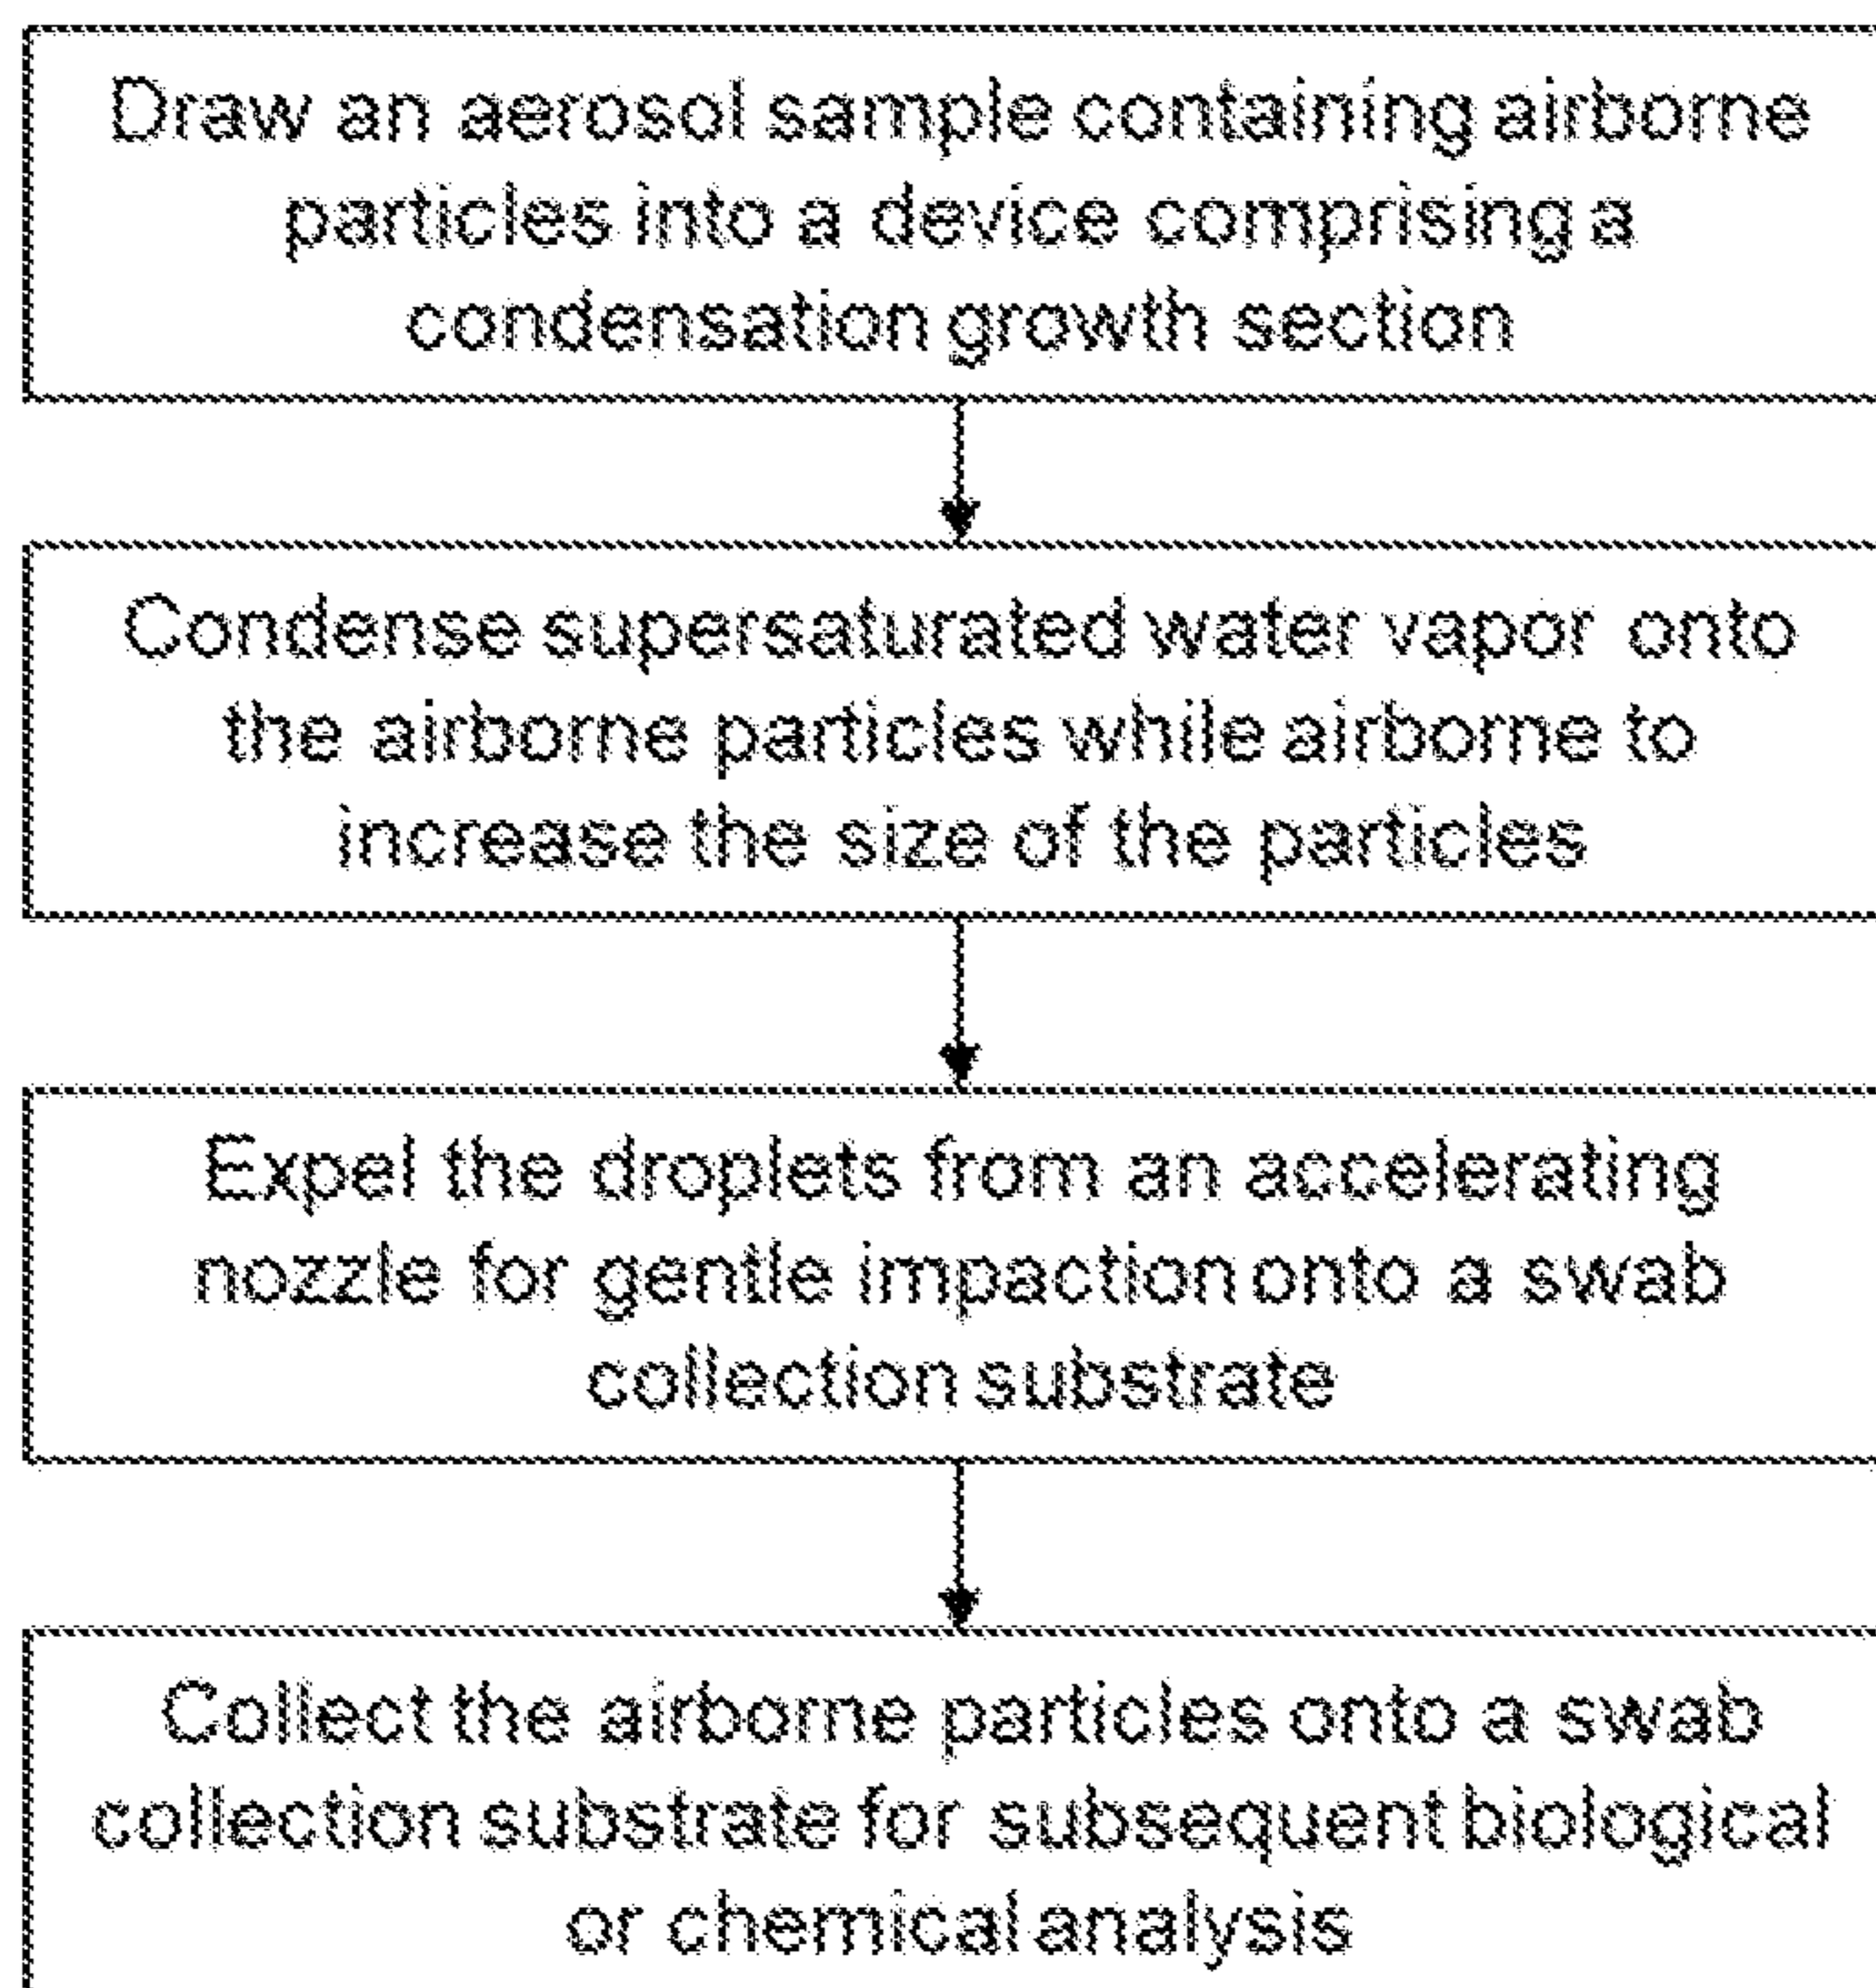 Draw an aerosol sample containing airborne
particles into a device comprising a
condensation growth section
Condense supersaturated water vapor onto
the airborne particles while airborne to
increase the size of the particles
Expel the droplets from an accelerating
nozzle for gentle impaction onto a swab
collection substrate
Collect the airborne particles onto a swab
collection substrate for subsequent biological
or chemical analysis